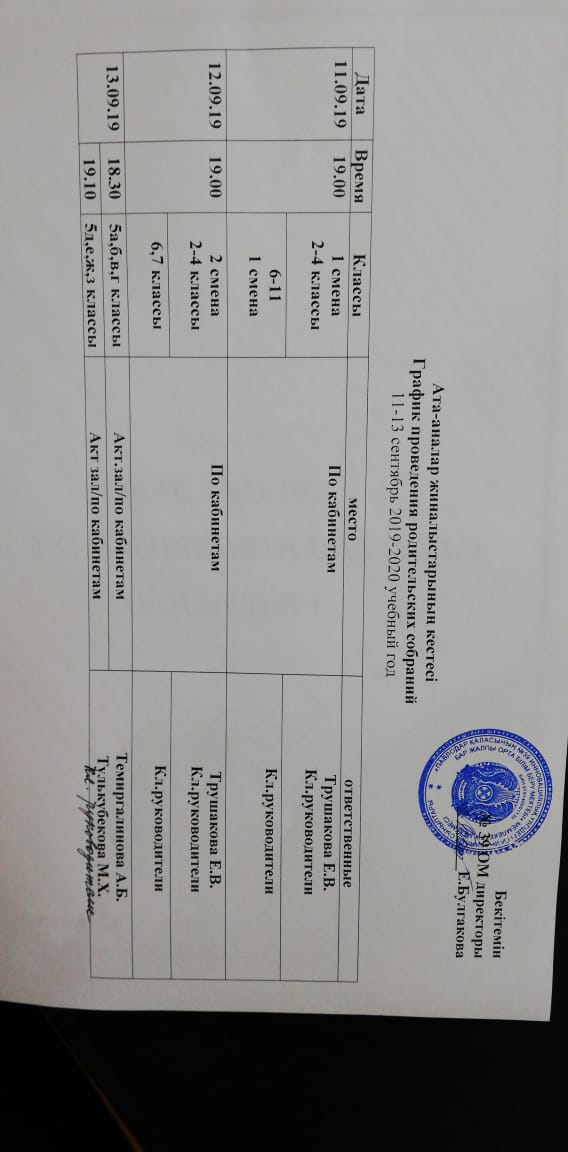 Бекітемін
№ 39 ОМ директоры
Е.Булгакова
Ата-аналар жиналыстарының кестесі
График проведения родительских собраний
11-13 сентябрь 2019-2020 учебный год
Дата Время Классы место ответственные
11.09.19 19.00 1 смена По кабинетам Трушакова Е.В.
2-4 классы Кл.руководители
6-11 Кл.руководители
1 смена
12.09.19 19.00 2 смена По кабинетам Трушакова Е.В.
2-4 классы Кл.руководители
6,7 классы Кл.руководители
13.09.19 18.30 5а,б,в,г классы Акт.зал/по кабинетам Темиргалинова А.Б.
Тулькубекова М.Х.
19.10 5д,е,ж,з классы Акт зал/по кабинетам кл. руководители